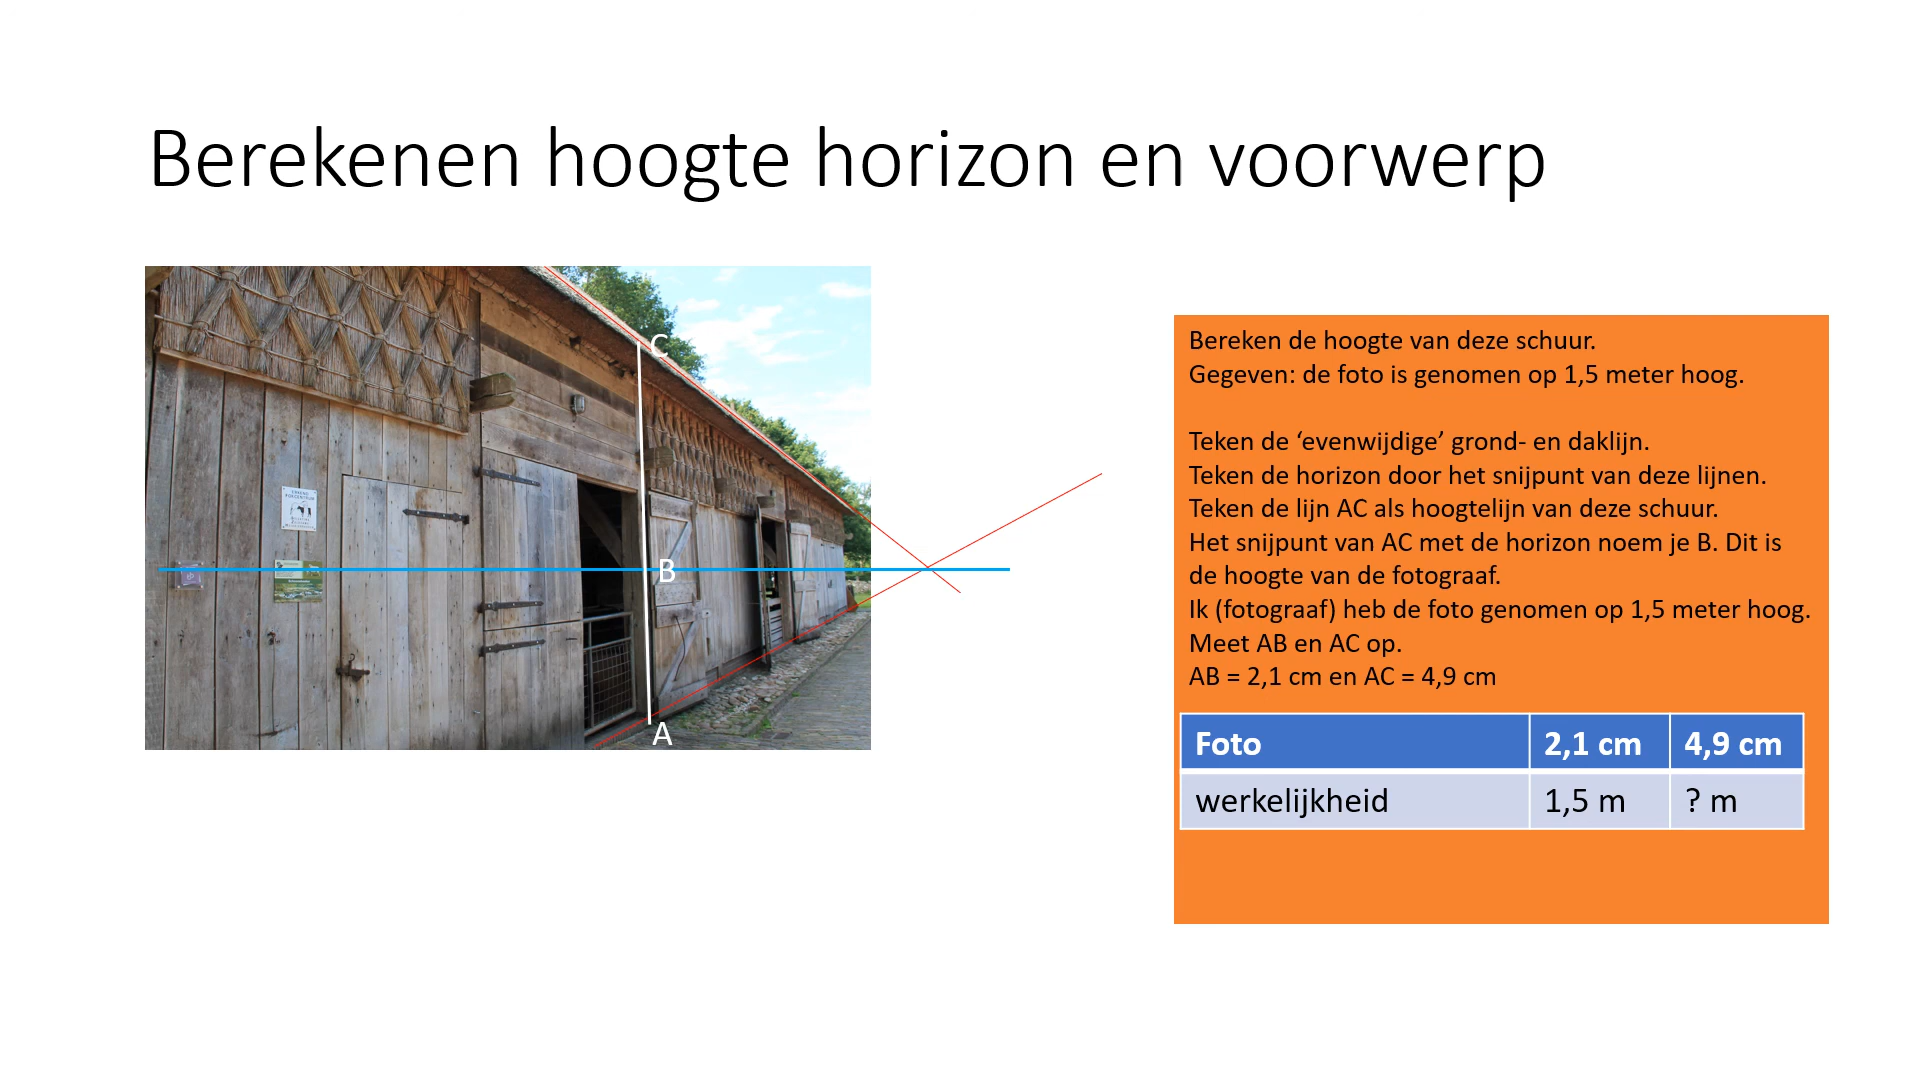 Berekenen hoogte horizon en voorwerp
C
B
A
Bereken de hoogte van deze schuur.
Gegeven: de foto is genomen op 1,5 meter hoog.
Teken de ‘evenwijdige’ grond- en daklijn.
Teken de horizon door het snijpunt van deze lijnen.
Teken de lijn AC als hoogtelijn van deze schuur.
Het snijpunt van AC met de horizon noem je B. Dit is
de hoogte van de fotograaf.
Ik (fotograaf) heb de foto genomen op 1,5 meter hoog.
Meet AB en AC op.
AB = 2,1 cm en AC = 4,9 cm
Foto 2,1 cm 4,9 cm
werkelijkheid 1,5 m ? m